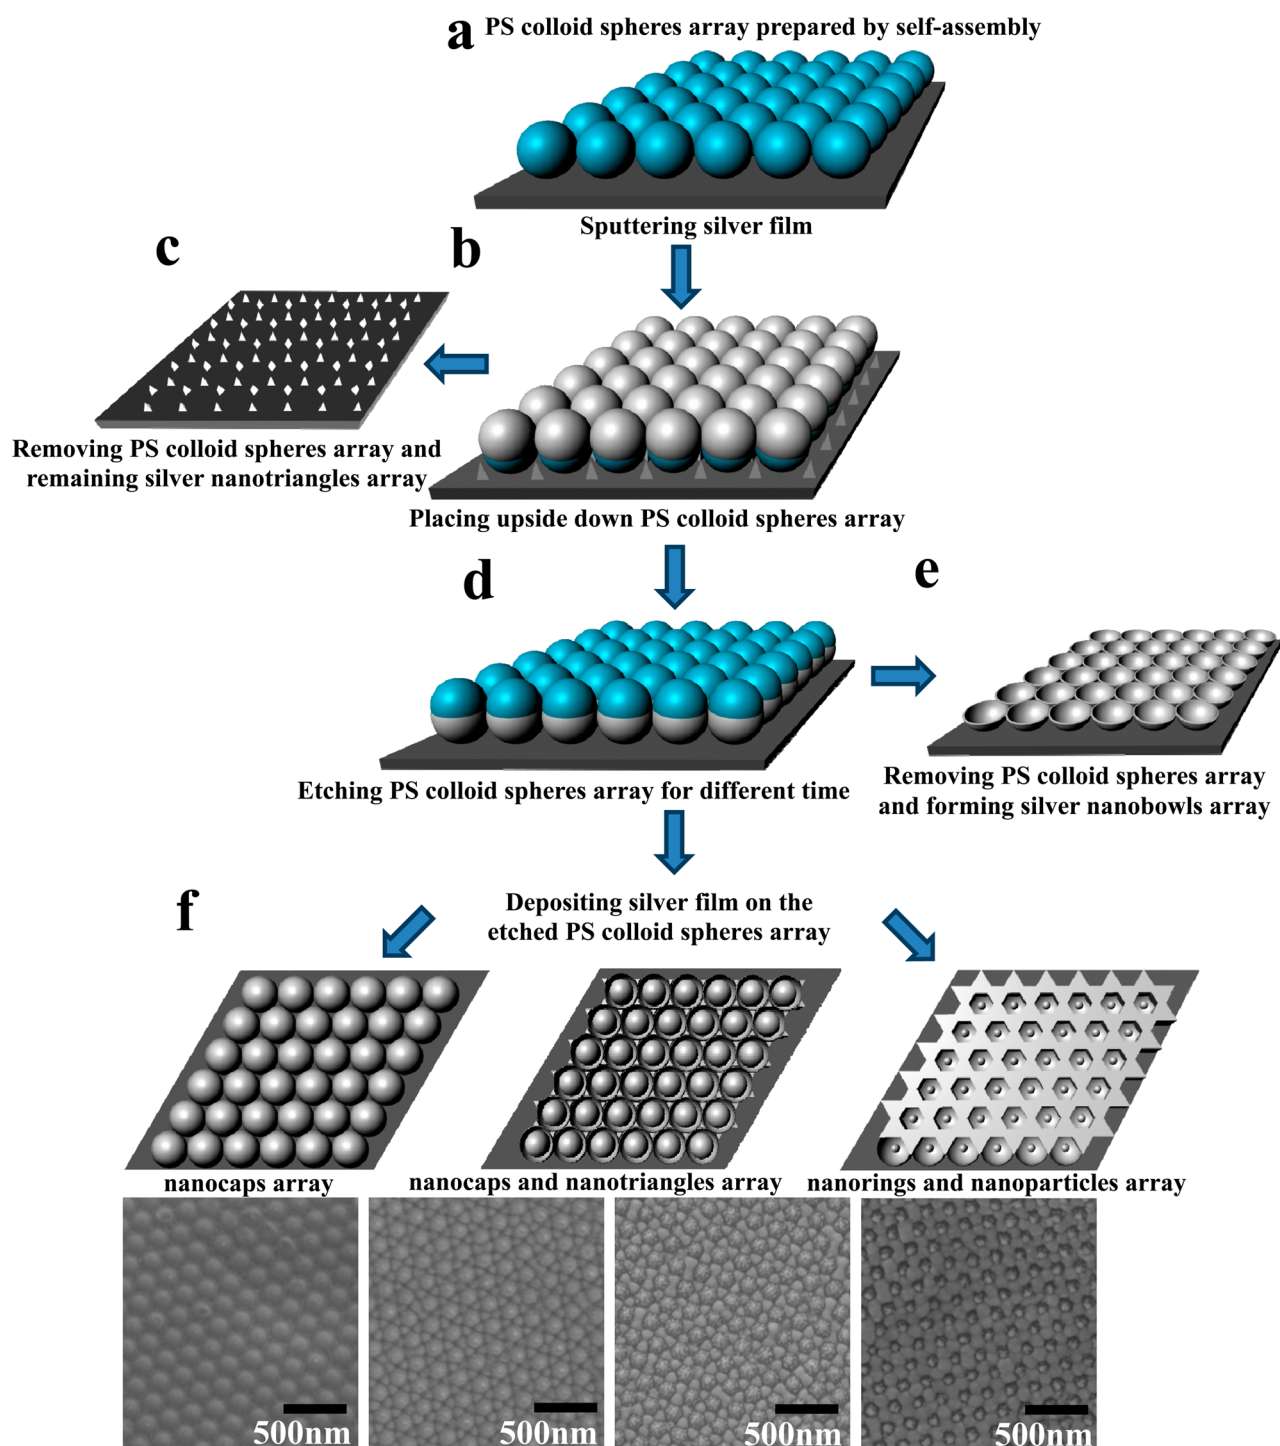 a PS colloid spheres array prepared by self-assembly
Sputtering silver film
c
b
Removing PS colloid spheres array and
remaining silver nanotriangles array
Placing upside down PS colloid spheres array
d
e
Etching PS colloid spheres array for different time
Removing PS colloid spheres array
and forming silver nanobowls array
f
Depositing silver film on the
etched PS colloid spheres array
nanocaps array
nanocaps and nanotriangles array
nanorings and nanoparticles array
500nm
500nm
500nm
500nm